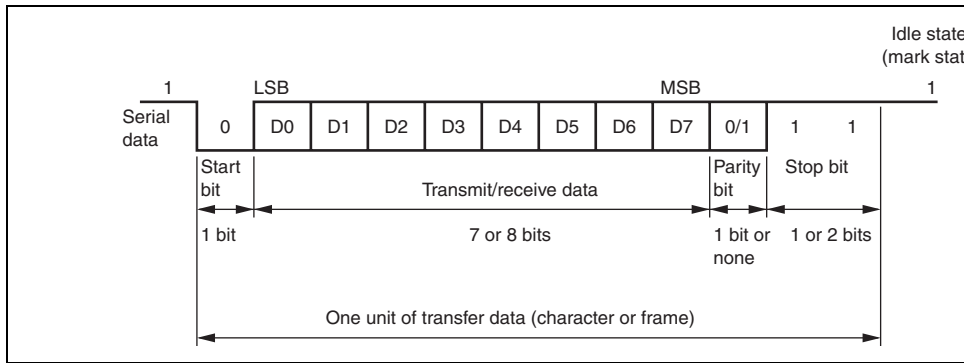 Idle state
(mark stat
1 LSB MSB 1
Serial
data
0 D0 D1 D2 D3 D4 D5 D6 D7 0/1 1 1
Start
bit
Transmit/receive data
Parity
bit
Stop bit
1 bit
7 or 8 bits
1 bit or
none
1 or 2 bits
One unit of transfer data (character or frame)